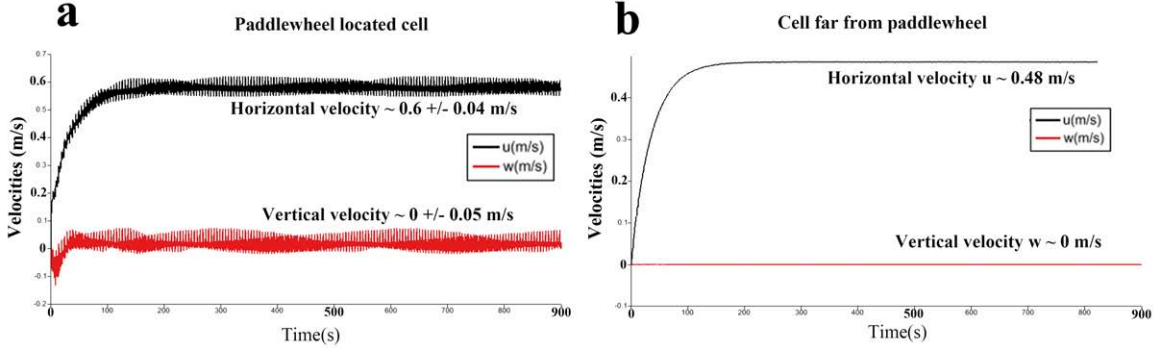 a
Paddlewheel located cell
0.7
0.6
0.5
0.4
0.3
0.2
0.1
0
-0.1
-0.2
Velocities (m/s)
Horizontal velocity ~ 0.6 +/- 0.04 m/s
u(m/s)
w(m/s)
Vertical velocity ~ 0 +/- 0.05 m/s
0 100 200 300 400 500 600 700 800 900
Time(s)
b
Cell far from paddlewheel
0.4
0.3
0.2
0.1
0
-0.1
Velocities (m/s)
Horizontal velocity u ~ 0.48 m/s
u(m/s)
w(m/s)
Vertical velocity w ~ 0 m/s
0 100 200 300 400 500 600 700 800 900
Time(s)